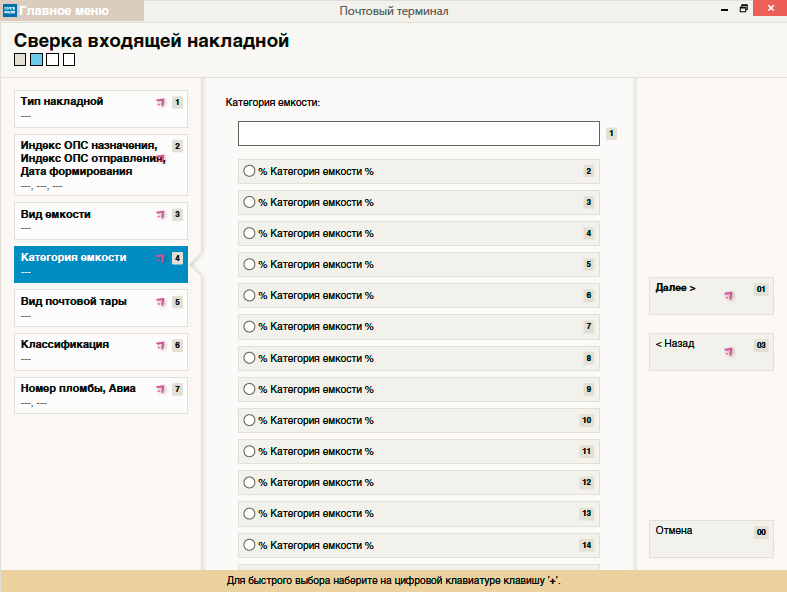 Главное меню
Почтовый терминал
Сверка входящей накладной
Тип накладной 1
---
Индекс ОПС назначения, 2
Индекс ОПС отправления,
Дата формирования
---, ---, ---
Вид емкости 3
---
Категория емкости 4
---
Вид почтовой тары 5
---
Классификация 6
---
Номер пломбы, Авиа 7
---, ---
Категория емкости:
1
% Категория емкости % 2
% Категория емкости % 3
% Категория емкости % 4
% Категория емкости % 5
% Категория емкости % 6
% Категория емкости % 7
% Категория емкости % 8
% Категория емкости % 9
% Категория емкости % 10
% Категория емкости % 11
% Категория емкости % 12
% Категория емкости % 13
% Категория емкости % 14
Далее > 01
< Назад 03
Отмена 00
Для быстрого выбора наберите на цифровой клавиатуре клавишу '+'.